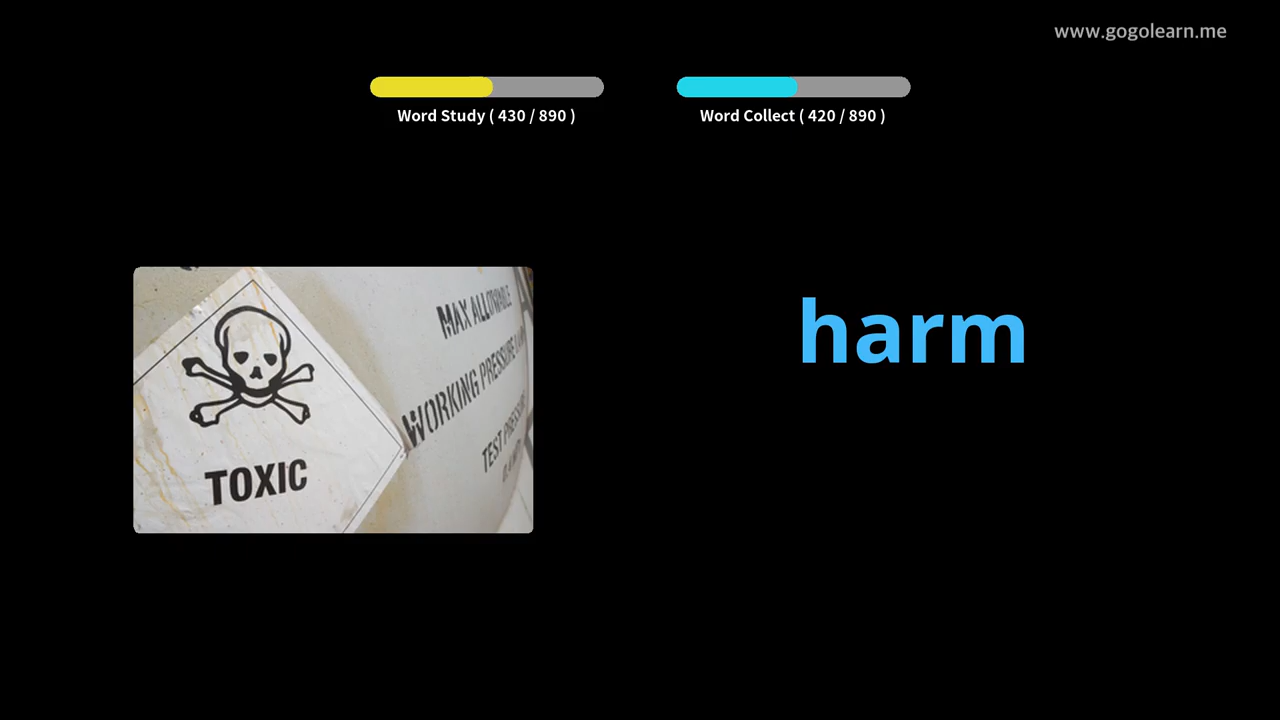 www.gogolearn.me
Word Study ( 430 / 890 )
Word Collect ( 420 / 890 )
harm
TOXIC
MAX ALLOWABLE
WORKING PRESSURE
TEST PRESSURE